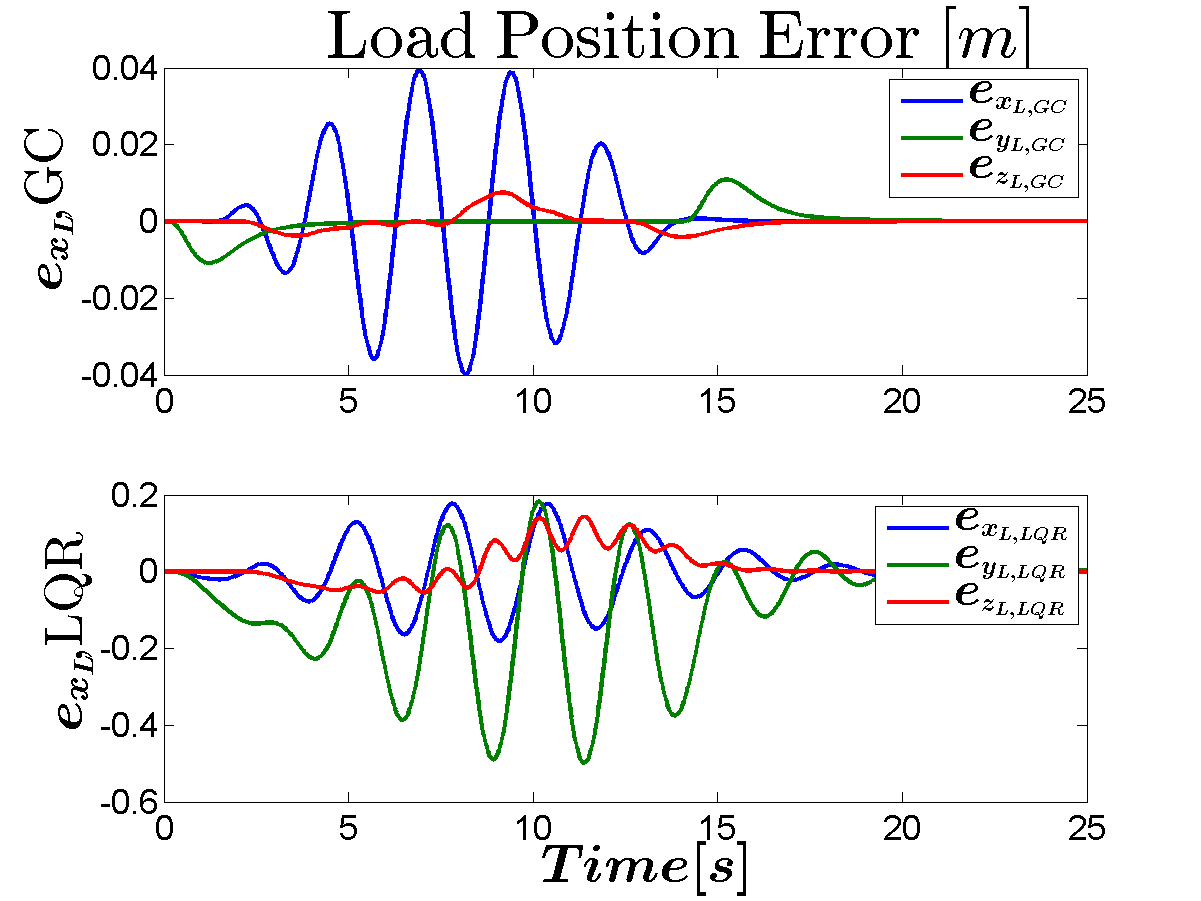 Load Position Error [m]
e_{x_L},GC
0.04
0.02
0
-0.02
-0.04
0 5 10 15 20 25
e_{x_{L,GC}}
e_{y_{L,GC}}
e_{z_{L,GC}}
e_{x_L},LQR
0.2
0
-0.2
-0.4
-0.6
0 5 10 15 20 25
e_{x_{L,LQR}}
e_{y_{L,LQR}}
e_{z_{L,LQR}}
Time[s]